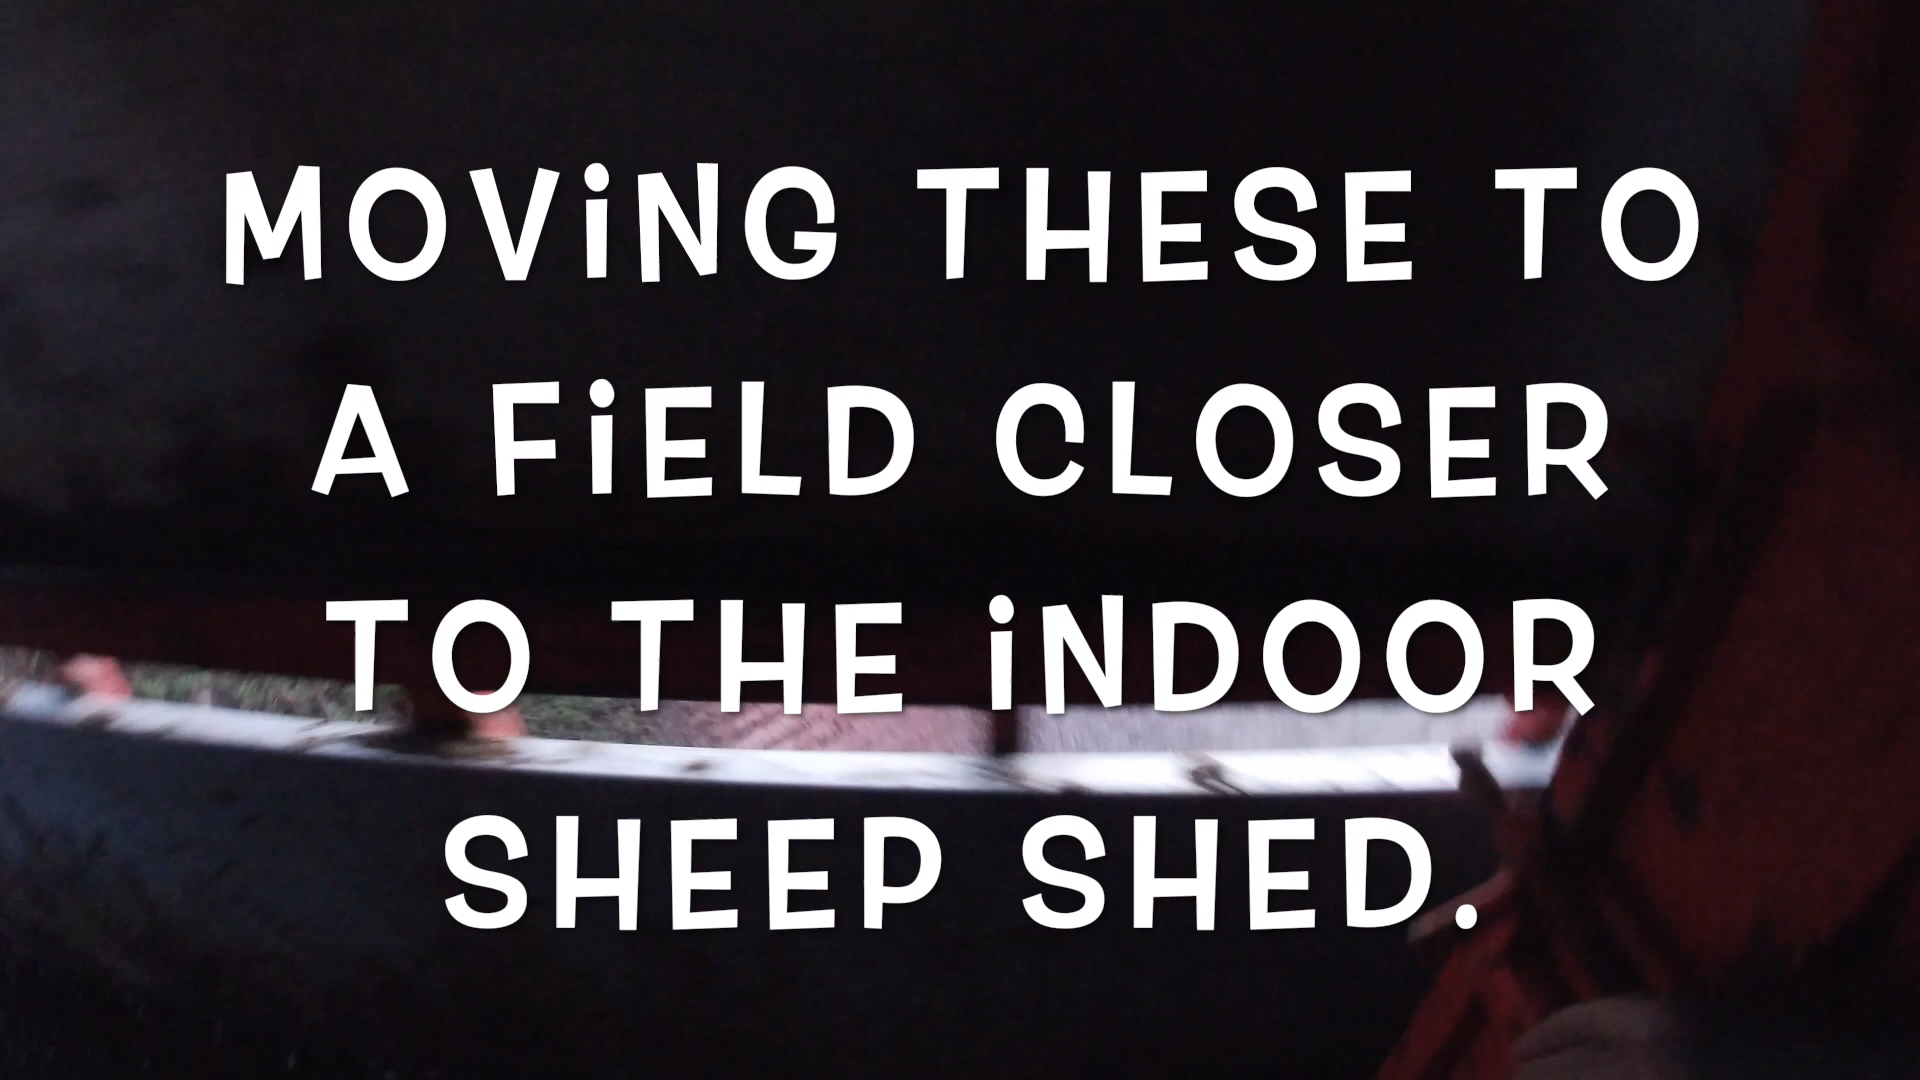 MOViNG THESE TO
A FiELD CLOSER
TO THE iNDOOR
SHEEP SHED.